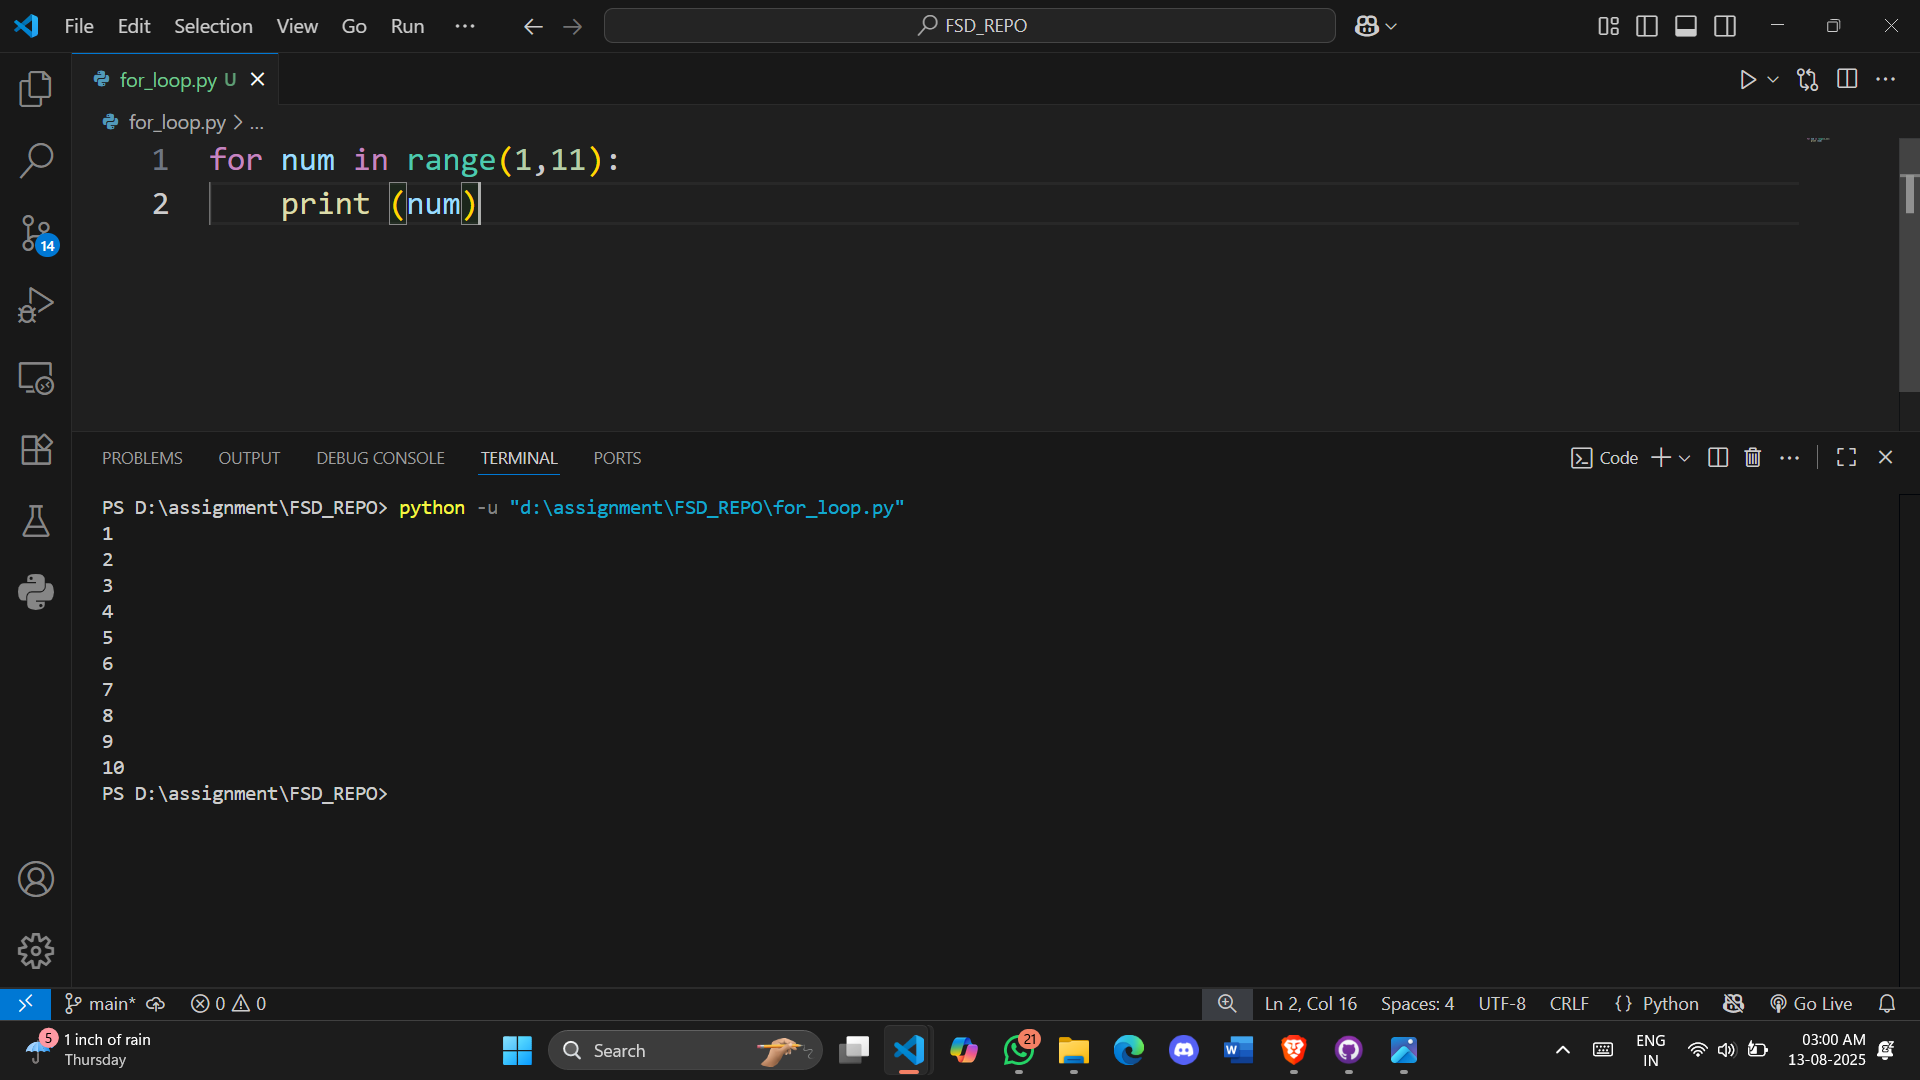 File Edit Selection View Go Run ... FSD_REPO
for_loop.py U
for_loop.py > ...
1 for num in range(1,11):
2     print (num)
14
PROBLEMS OUTPUT DEBUG CONSOLE TERMINAL PORTS Code
PS D:\assignment\FSD_REPO> python -u "d:\assignment\FSD_REPO\for_loop.py"
1
2
3
4
5
6
7
8
9
10
PS D:\assignment\FSD_REPO>
main* 0 0 Ln 2, Col 16 Spaces: 4 UTF-8 CRLF {} Python Go Live
5 1 inch of rain
Thursday
Search
21
W
ENG
IN
03:00 AM
13-08-2025